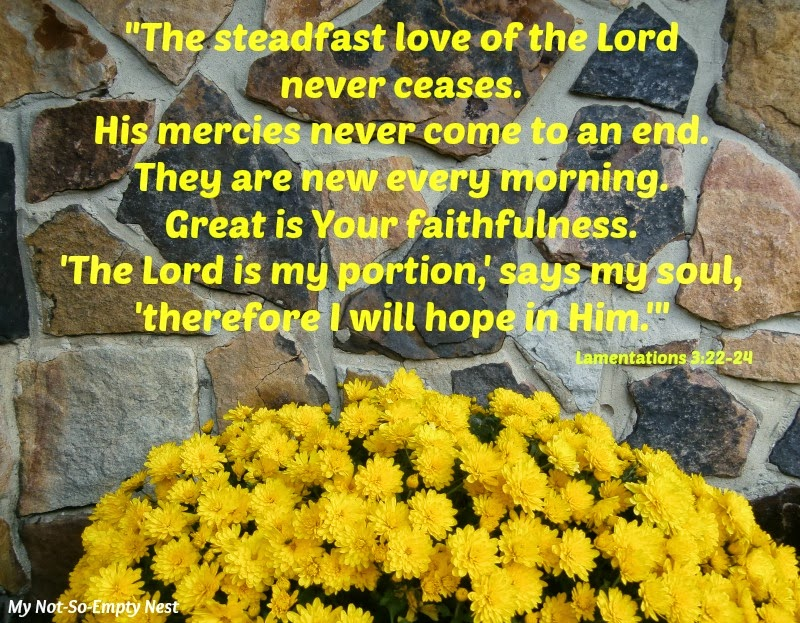 "The steadfast love of the Lord
never ceases.
His mercies never come to an end.
They are new every morning.
Great is Your faithfulness.
'The Lord is my portion,' says my soul,
'therefore I will hope in Him.'"
Lamentations 3:22-24
My Not-So-Empty Nest